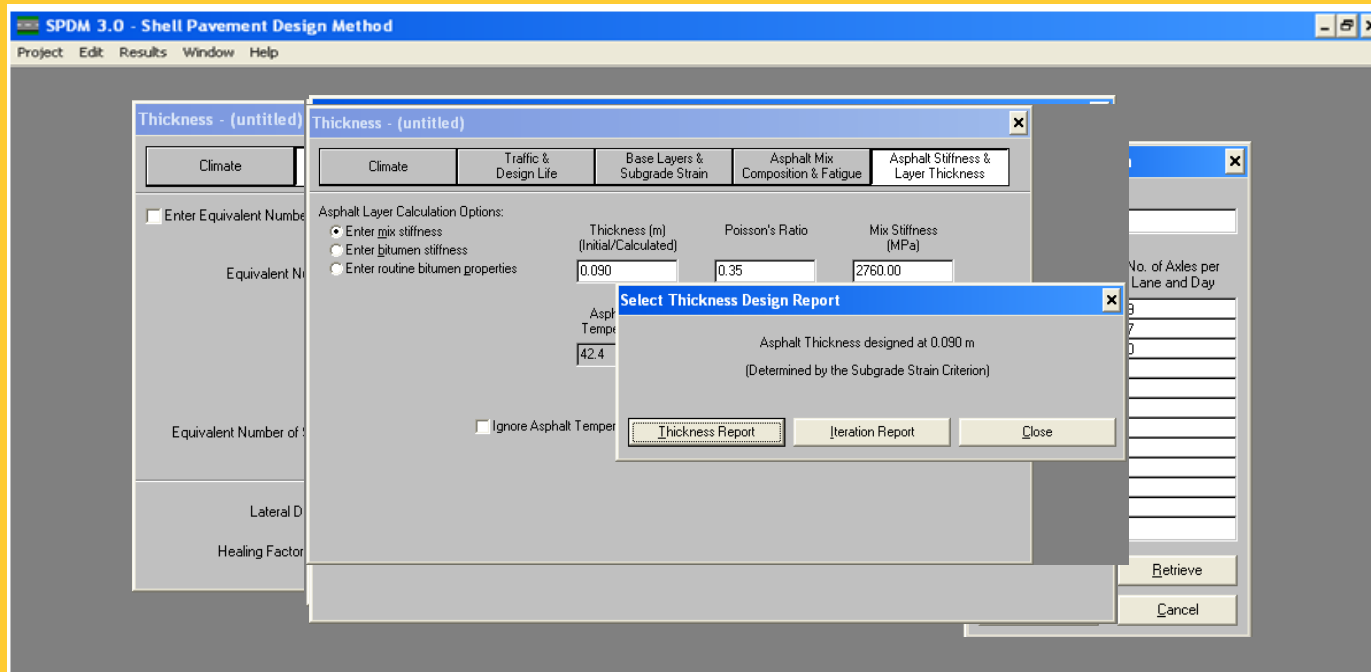 SPDM 3.0 - Shell Pavement Design Method
Project Edit Results Window Help
Thickness - (untitled)
Climate
Enter Equivalent
Equivalent
Equivalent Number of
Lateral
Healing Factor
Thickness - (untitled)
Climate
Traffic &
Design Life
Base Layers &
Subgrade Strain
Asphalt Mix
Composition & Fatigue
Asphalt Stiffness &
Layer Thickness
Asphalt Layer Calculation Options:
Enter mix stiffness
Enter bitumen stiffness
Enter routine bitumen properties
Thickness (m)
(Initial/Calculated)
0.090
Poisson's Ratio
0.35
Mix Stiffness
(MPa)
2760.00
42.4
Ignore Asphalt
Select Thickness Design Report
Asphalt Thickness designed at 0.090 m
(Determined by the Subgrade Strain Criterion)
Thickness Report
Iteration Report
Close
No. of Axles per
Lane and Day
Retrieve
Cancel